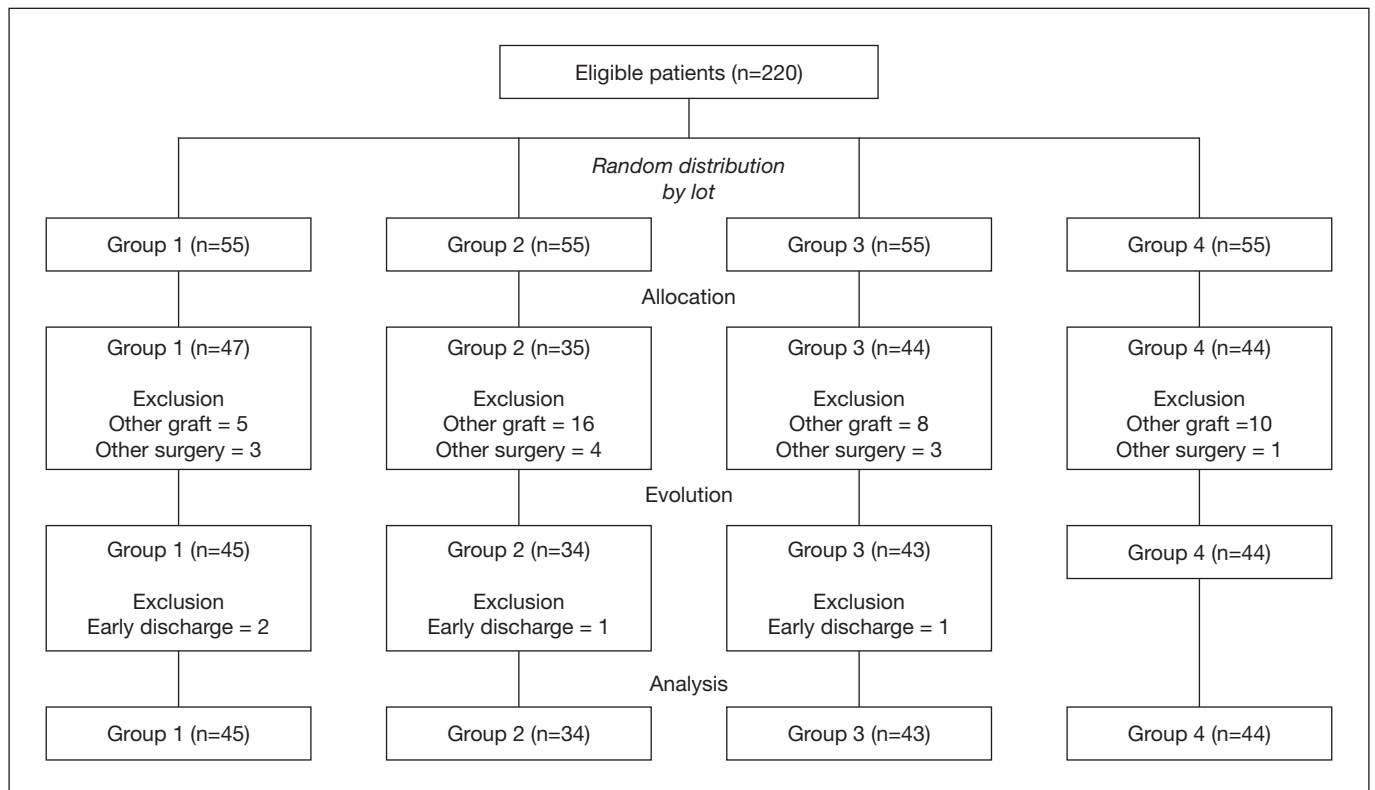 Eligible patients (n=220)
Random distribution
by lot
Group 1 (n=55)
Group 2 (n=55)
Group 3 (n=55)
Group 4 (n=55)
Allocation
Group 1 (n=47)
Exclusion
Other graft = 5
Other surgery = 3
Group 2 (n=35)
Exclusion
Other graft = 16
Other surgery = 4
Group 3 (n=44)
Exclusion
Other graft = 8
Other surgery = 3
Group 4 (n=44)
Exclusion
Other graft =10
Other surgery = 1
Evolution
Group 1 (n=45)
Exclusion
Early discharge = 2
Group 2 (n=34)
Exclusion
Early discharge = 1
Group 3 (n=43)
Exclusion
Early discharge = 1
Group 4 (n=44)
Analysis
Group 1 (n=45)
Group 2 (n=34)
Group 3 (n=43)
Group 4 (n=44)